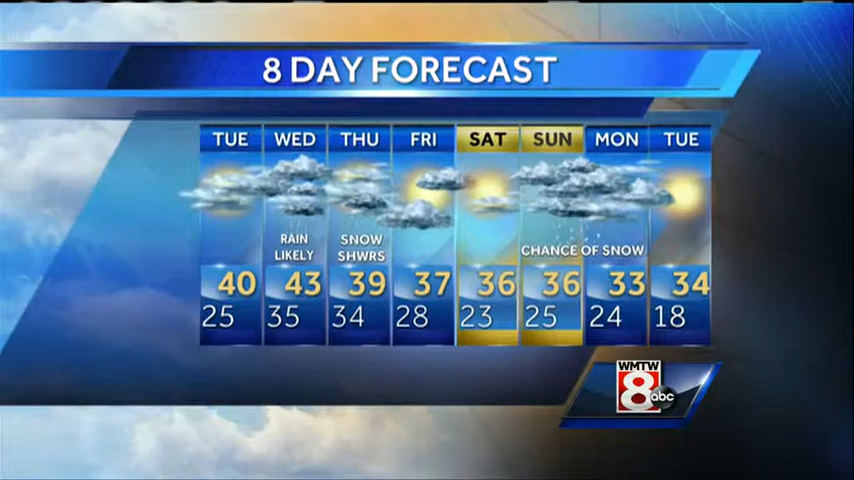 8 DAY FORECAST
TUE WED THU FRI SAT SUN MON TUE
RAIN LIKELY
SNOW SHWRS
CHANCE OF SNOW
40 43 39 37 36 36 33 34
25 35 34 28 23 25 24 18
WMTW
8 abc